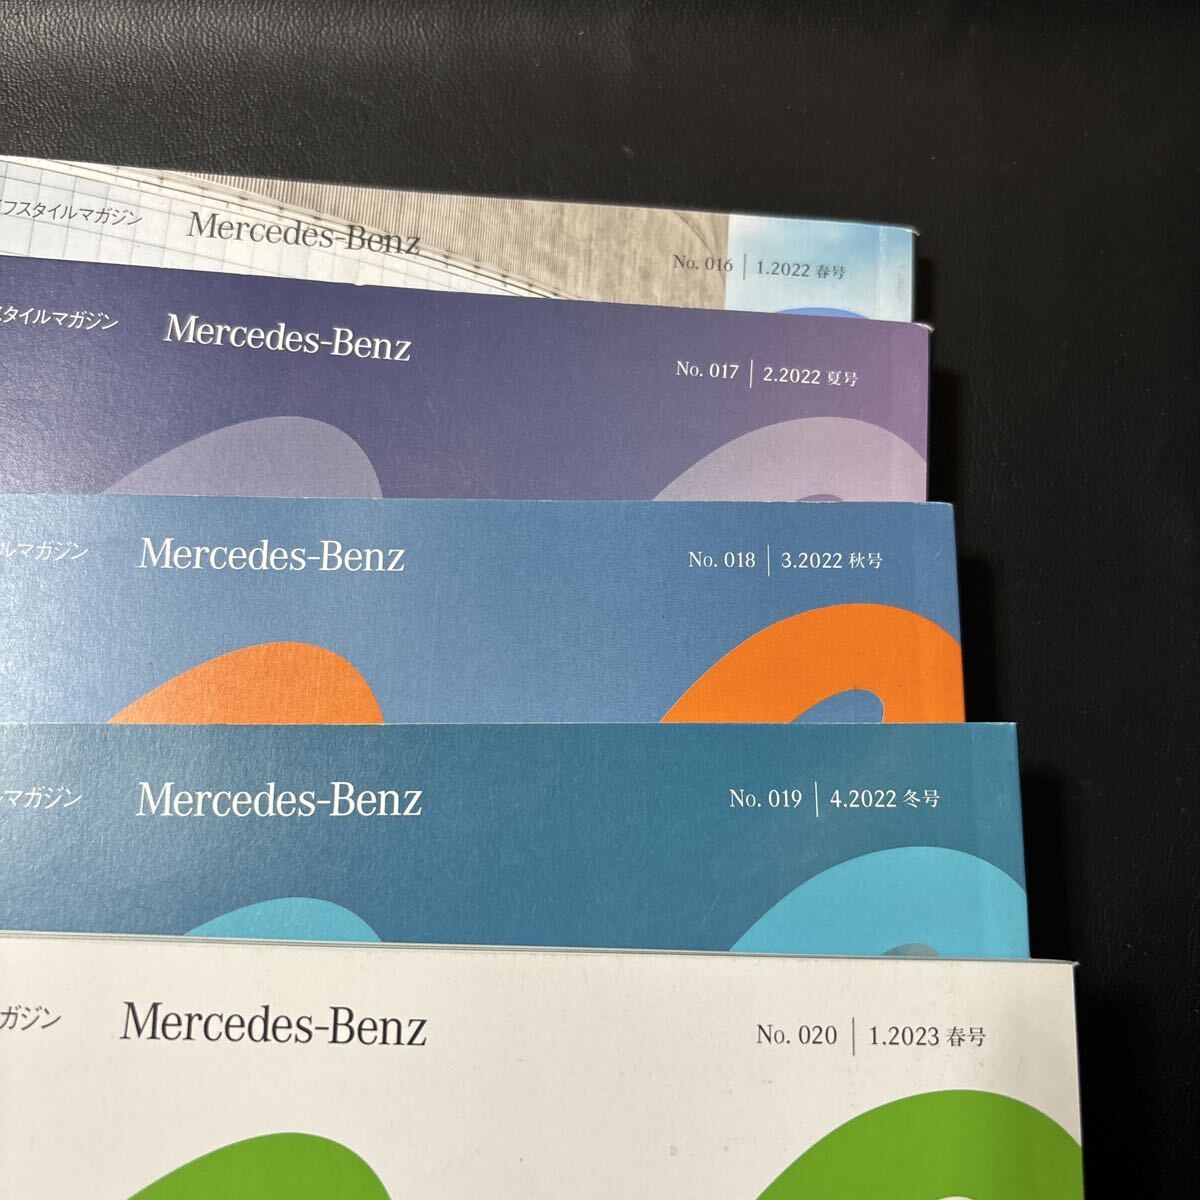 フスタイルマガジン Mercedes-Benz No. 016 | 1.2022 春号
スタイルマガジン Mercedes-Benz No. 017 | 2.2022 夏号
ルマガジン Mercedes-Benz No. 018 | 3.2022 秋号
マガジン Mercedes-Benz No. 019 | 4.2022 冬号
ガジン Mercedes-Benz No. 020 | 1.2023 春号